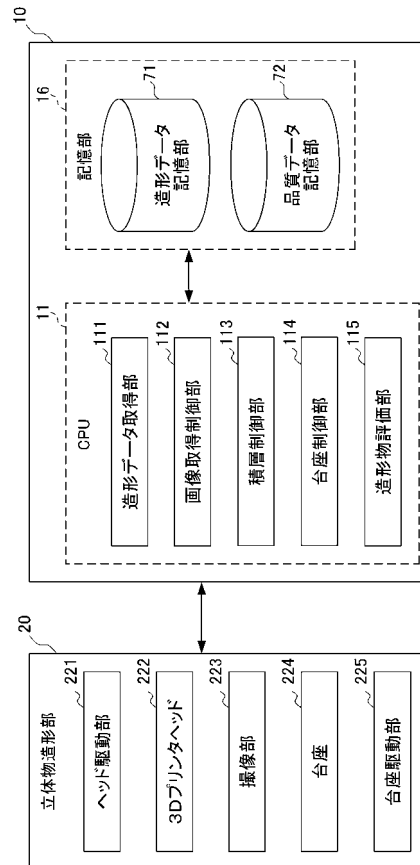 20
立体物造形部
221
ヘッド駆動部
222
3Dプリンタヘッド
223
撮像部
224
台座
225
台座駆動部
10
11
CPU
111
造形データ取得部
112
画像取得制御部
113
積層制御部
114
台座制御部
115
造形物評価部
16
記憶部
71
造形データ
記憶部
72
品質データ
記憶部